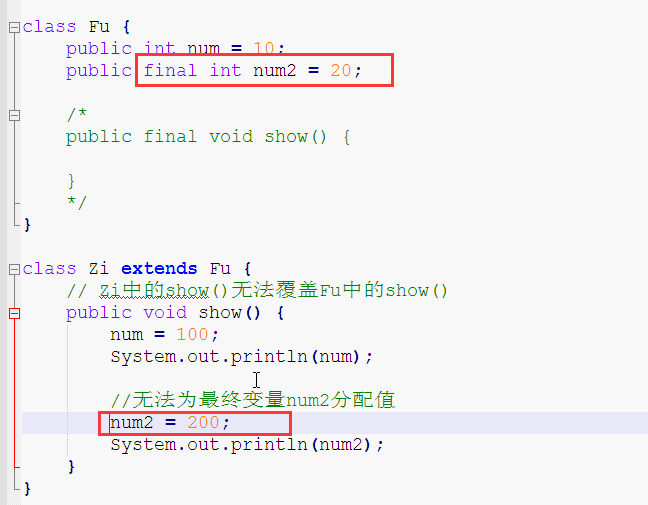 class Fu {
public int num = 10;
public final int num2 = 20;
/*
public final void show() {
}
*/
}
class Zi extends Fu {
// Zi中的show()无法覆盖Fu中的show()
public void show() {
num = 100;
System.out.println(num);
//无法为最终变量num2分配值
num2 = 200;
System.out.println(num2);
}
}